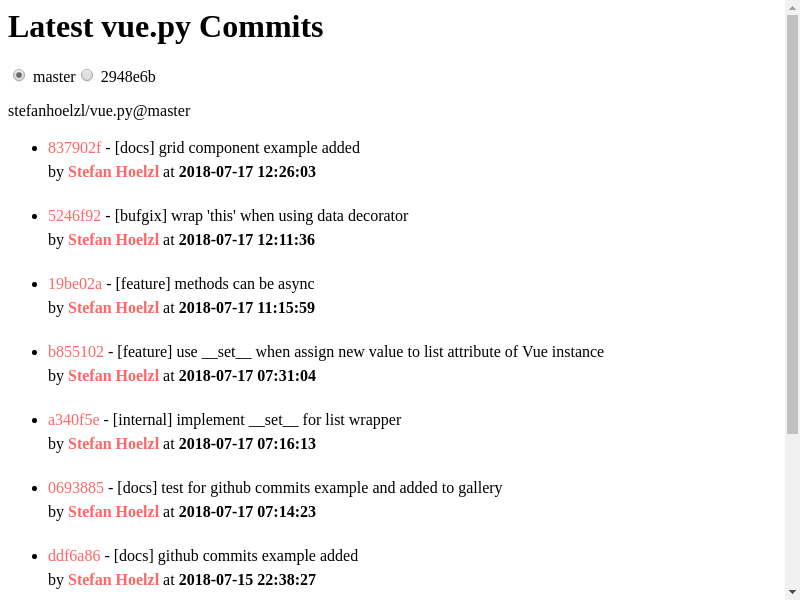 Latest vue.py Commits
master 2948e6b
stefanhoelzl/vue.py@master
837902f - [docs] grid component example added
by Stefan Hoelzl at 2018-07-17 12:26:03
5246f92 - [bufgix] wrap 'this' when using data decorator
by Stefan Hoelzl at 2018-07-17 12:11:36
19be02a - [feature] methods can be async
by Stefan Hoelzl at 2018-07-17 11:15:59
b855102 - [feature] use __set__ when assign new value to list attribute of Vue instance
by Stefan Hoelzl at 2018-07-17 07:31:04
a340f5e - [internal] implement __set__ for list wrapper
by Stefan Hoelzl at 2018-07-17 07:16:13
0693885 - [docs] test for github commits example and added to gallery
by Stefan Hoelzl at 2018-07-17 07:14:23
ddf6a86 - [docs] github commits example added
by Stefan Hoelzl at 2018-07-15 22:38:27